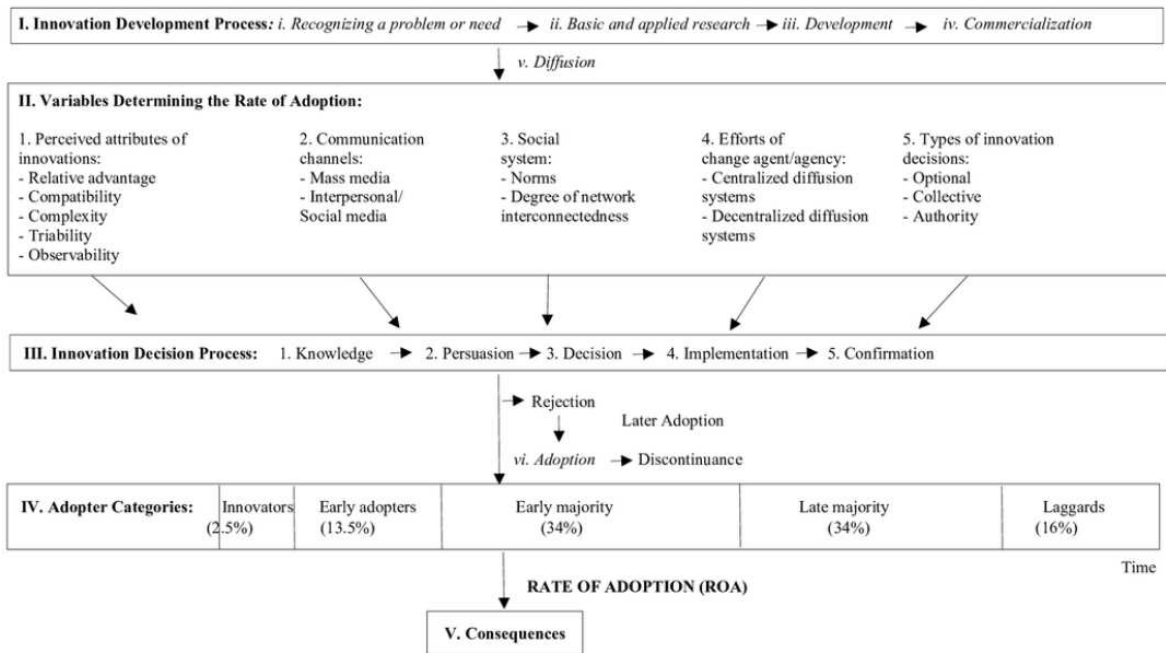 I. Innovation Development Process: i. Recognizing a problem or need ii. Basic and applied research iii. Development iv. Commercialization
v. Diffusion
II. Variables Determining the Rate of Adoption:
1. Perceived attributes of
innovations:
- Relative advantage
- Compatibility
- Complexity
- Triability
- Observability
2. Communication
channels:
- Mass media
- Interpersonal/
Social media
3. Social
system:
- Norms
- Degree of network
interconnectedness
4. Efforts of
change agent/agency:
- Centralized diffusion
systems
- Decentralized diffusion
systems
5. Types of innovation
decisions:
- Optional
- Collective
- Authority
III. Innovation Decision Process: 1. Knowledge 2. Persuasion 3. Decision 4. Implementation 5. Confirmation
Rejection
Later Adoption
vi. Adoption Discontinuance
IV. Adopter Categories: Innovators Early adopters Early majority Late majority Laggards
(2.5%) (13.5%) (34%) (34%) (16%)
Time
RATE OF ADOPTION (ROA)
V. Consequences